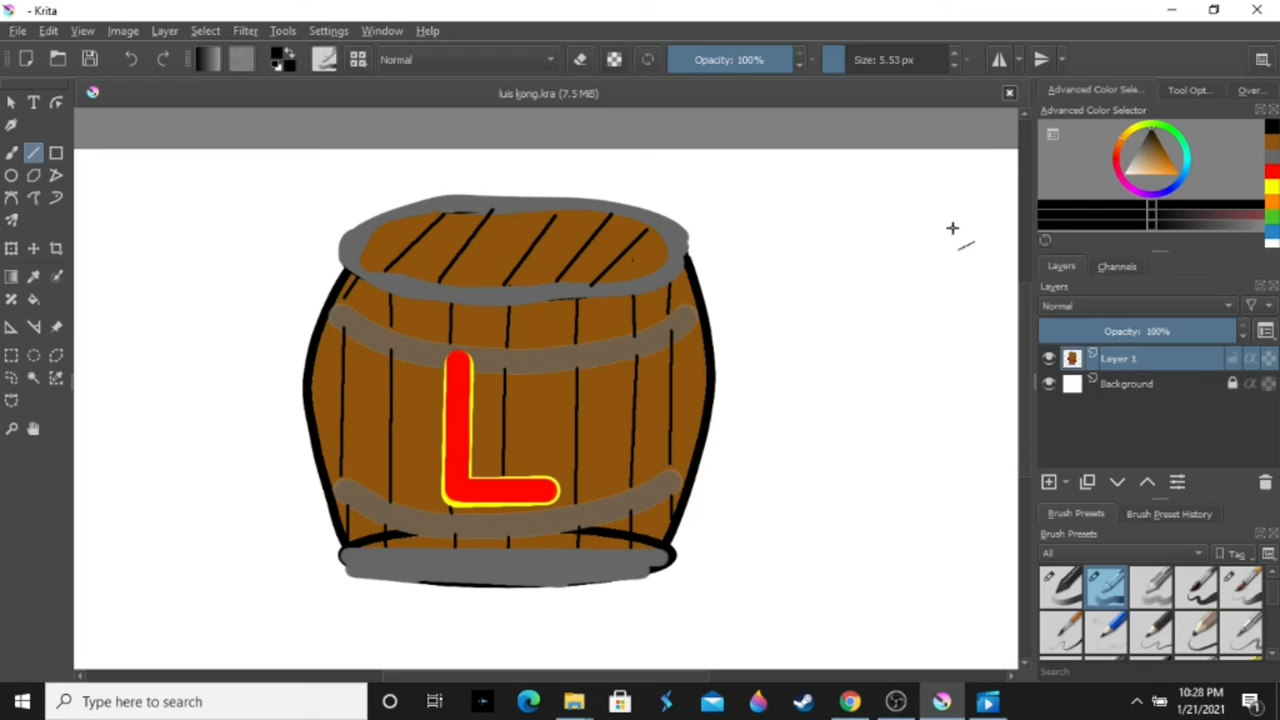 - Krita
File Edit View Image Layer Select Filter Tools Settings Window Help
Normal Opacity: 100% Size: 5.53 px
luis kong.kra (7.5 MiB)
Advanced Color Sele... Tool Opt... Over...
Advanced Color Selector
L
Layers Channels
Layers
Normal
Opacity: 100%
Layer 1
Background
Brush Presets Brush Preset History
Brush Presets
All Tag
Search
Type here to search
10:28 PM
1/21/2021
1